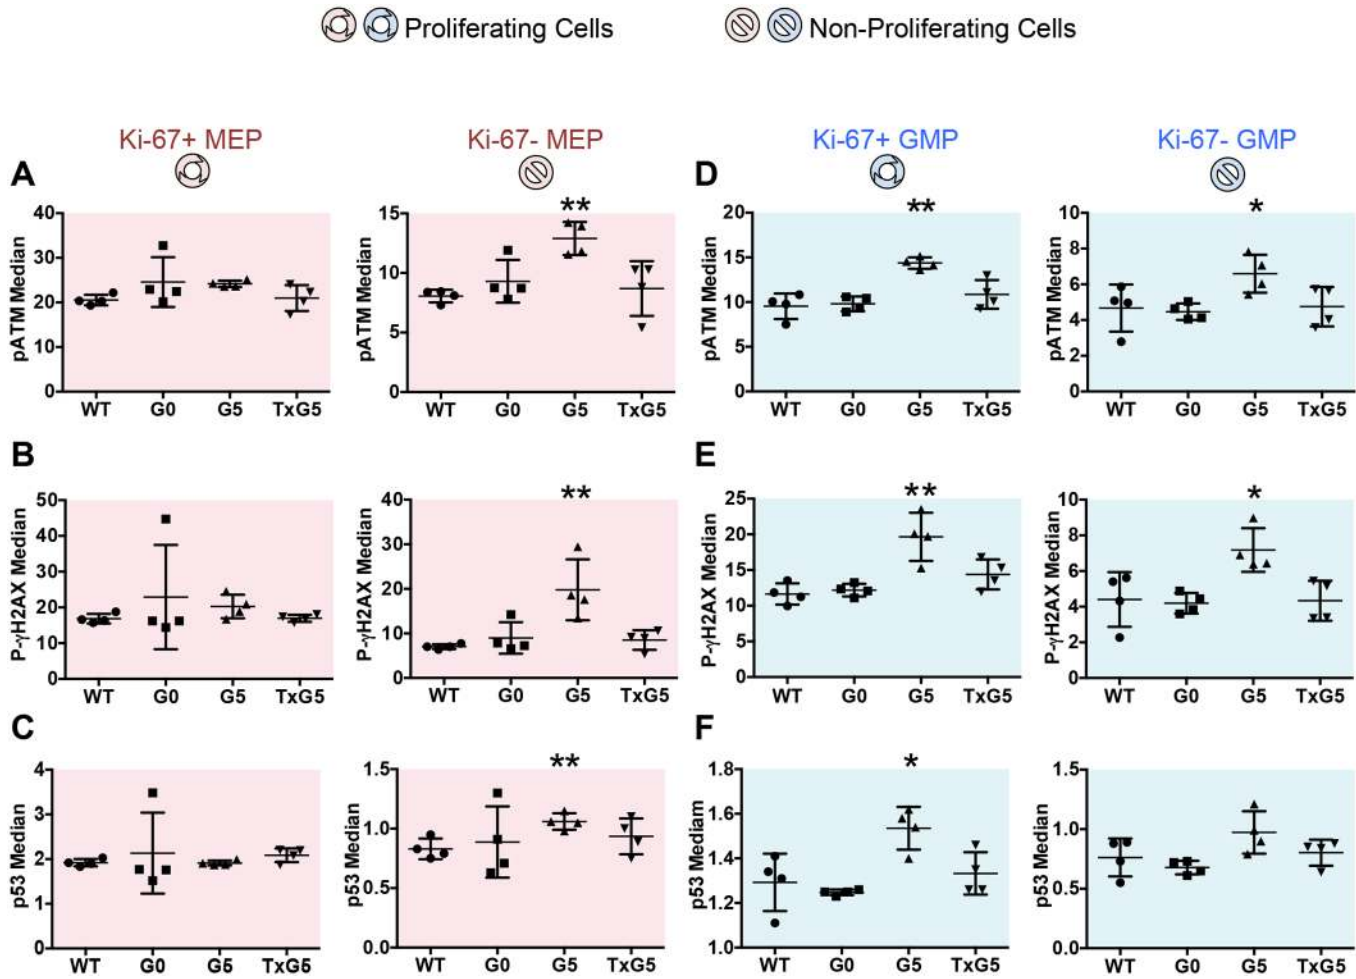 Proliferating Cells Non-Proliferating Cells
Ki-67+ MEP Ki-67- MEP Ki-67+ GMP Ki-67- GMP
A
pATM Median
40
30
20
10
0
WT G0 G5 TxG5
**
pATM Median
15
10
5
0
WT G0 G5 TxG5
D
**
pATM Median
20
15
10
5
0
WT G0 G5 TxG5
*
pATM Median
10
8
6
4
2
0
WT G0 G5 TxG5
B
P-γH2AX Median
50
40
30
20
10
0
WT G0 G5 TxG5
**
P-γH2AX Median
40
30
20
10
0
WT G0 G5 TxG5
E
**
P-γH2AX Median
25
20
15
10
5
0
WT G0 G5 TxG5
*
P-γH2AX Median
10
8
6
4
2
0
WT G0 G5 TxG5
C
p53 Median
4
3
2
1
0
WT G0 G5 TxG5
**
p53 Median
1.5
1.0
0.5
0.0
WT G0 G5 TxG5
F
*
p53 Mediam
1.8
1.6
1.4
1.2
1.0
WT G0 G5 TxG5
p53 Median
1.5
1.0
0.5
0.0
WT G0 G5 TxG5